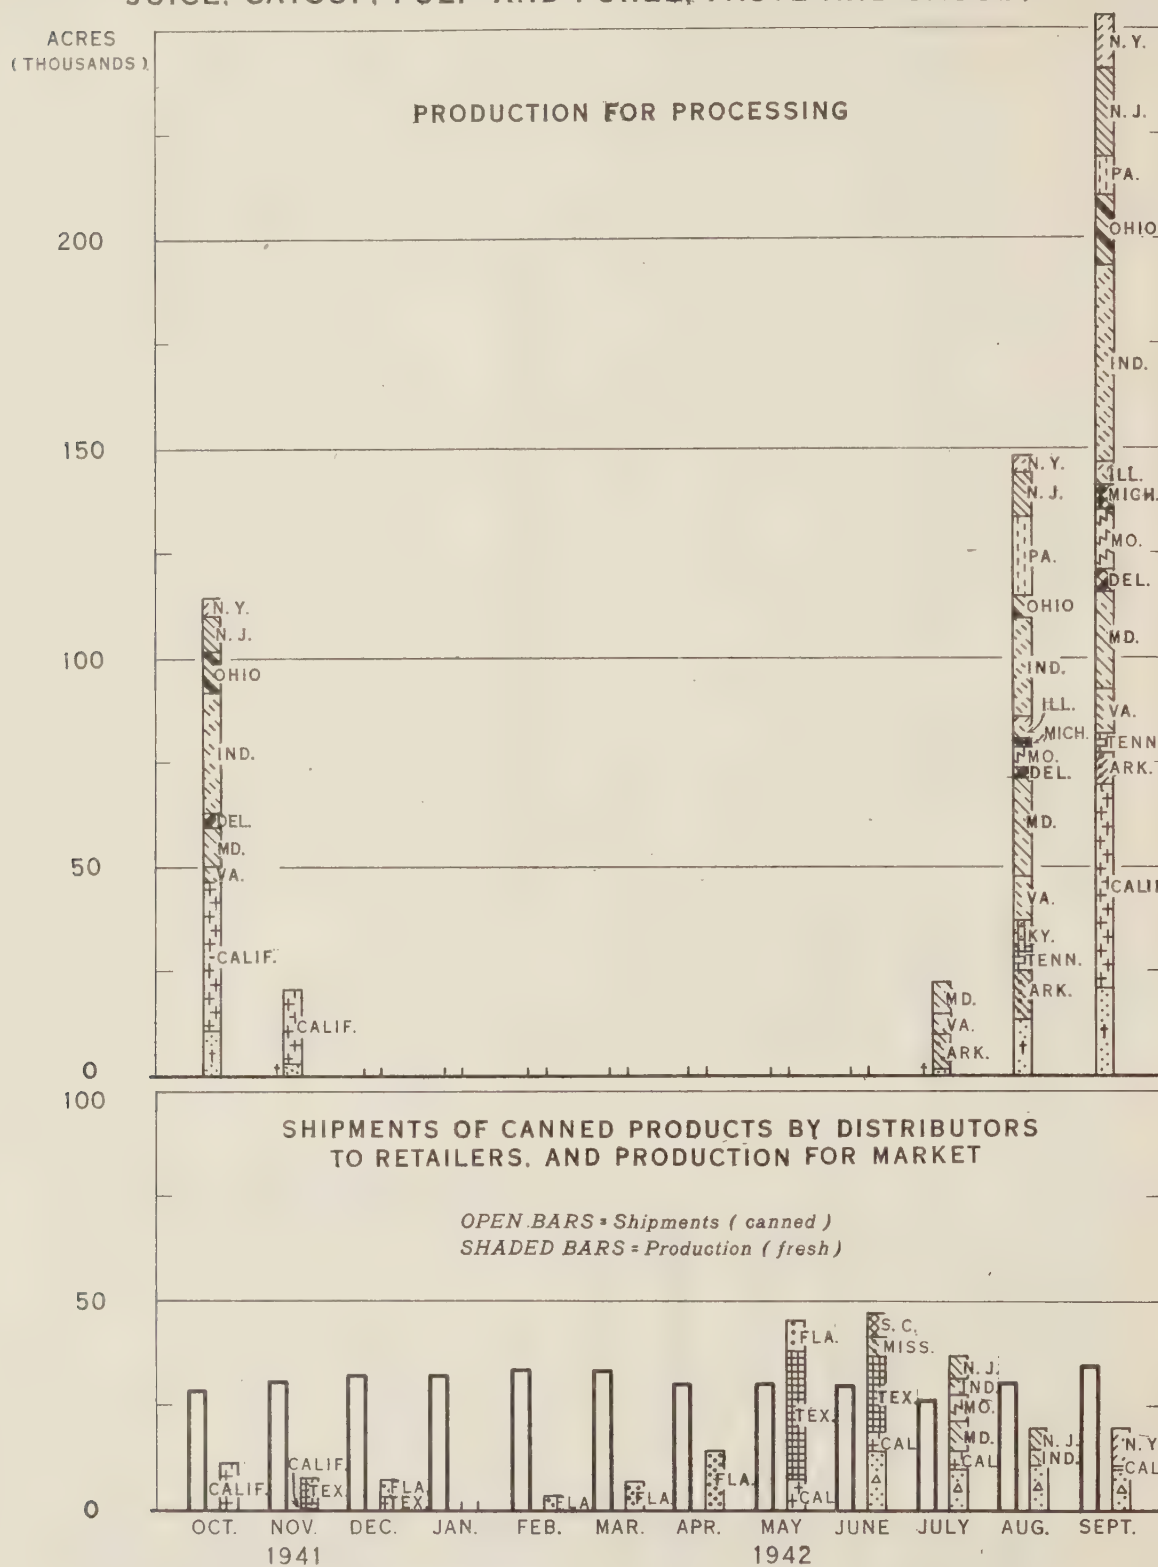 ACRES
(THOUSANDS)
PRODUCTION FOR PROCESSING
200
150
100
50
0
N.Y.
N.J.
OHIO
IND.
DEL.
MD.
VA.
CALIF.
†
†
CALIF.
†
MD.
VA.
ARK.
N.Y.
N.J.
PA.
OHIO
IND.
ILL.
MICH.
MO.
DEL.
MD.
VA.
KY.
TENN.
ARK.
†
N.Y.
N.J.
PA.
OHIO
IND.
ILL.
MICH.
MO.
DEL.
MD.
VA.
TENN
ARK.
CALIF
†
SHIPMENTS OF CANNED PRODUCTS BY DISTRIBUTORS
TO RETAILERS, AND PRODUCTION FOR MARKET
OPEN BARS = Shipments (canned)
SHADED BARS = Production (fresh)
100
50
0
CALIF.
CALIF.
TEX.
FLA.
TEX.
FLA.
FLA.
FLA.
FLA.
TEX.
CAL
S.C.
MISS.
TEX.
CAL
N.J.
IND.
MO.
MD.
CAL
N.J.
IND.
N.Y
CAL
OCT. NOV. DEC. JAN. FEB. MAR. APR. MAY JUNE JULY AUG. SEPT.
1941 1942